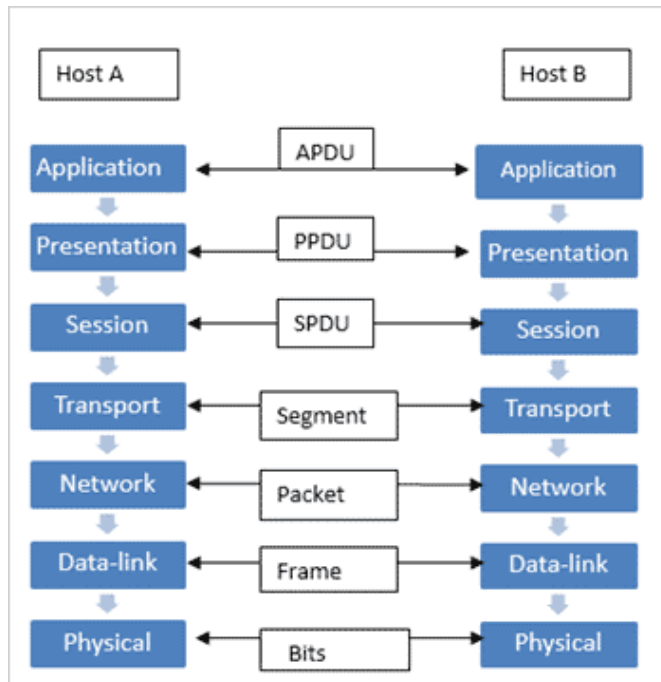 Host A
Host B
APDU
Application
Application
PPDU
Presentation
Presentation
SPDU
Session
Session
Transport
Segment
Transport
Network
Packet
Network
Data-link
Frame
Data-link
Physical
Bits
Physical